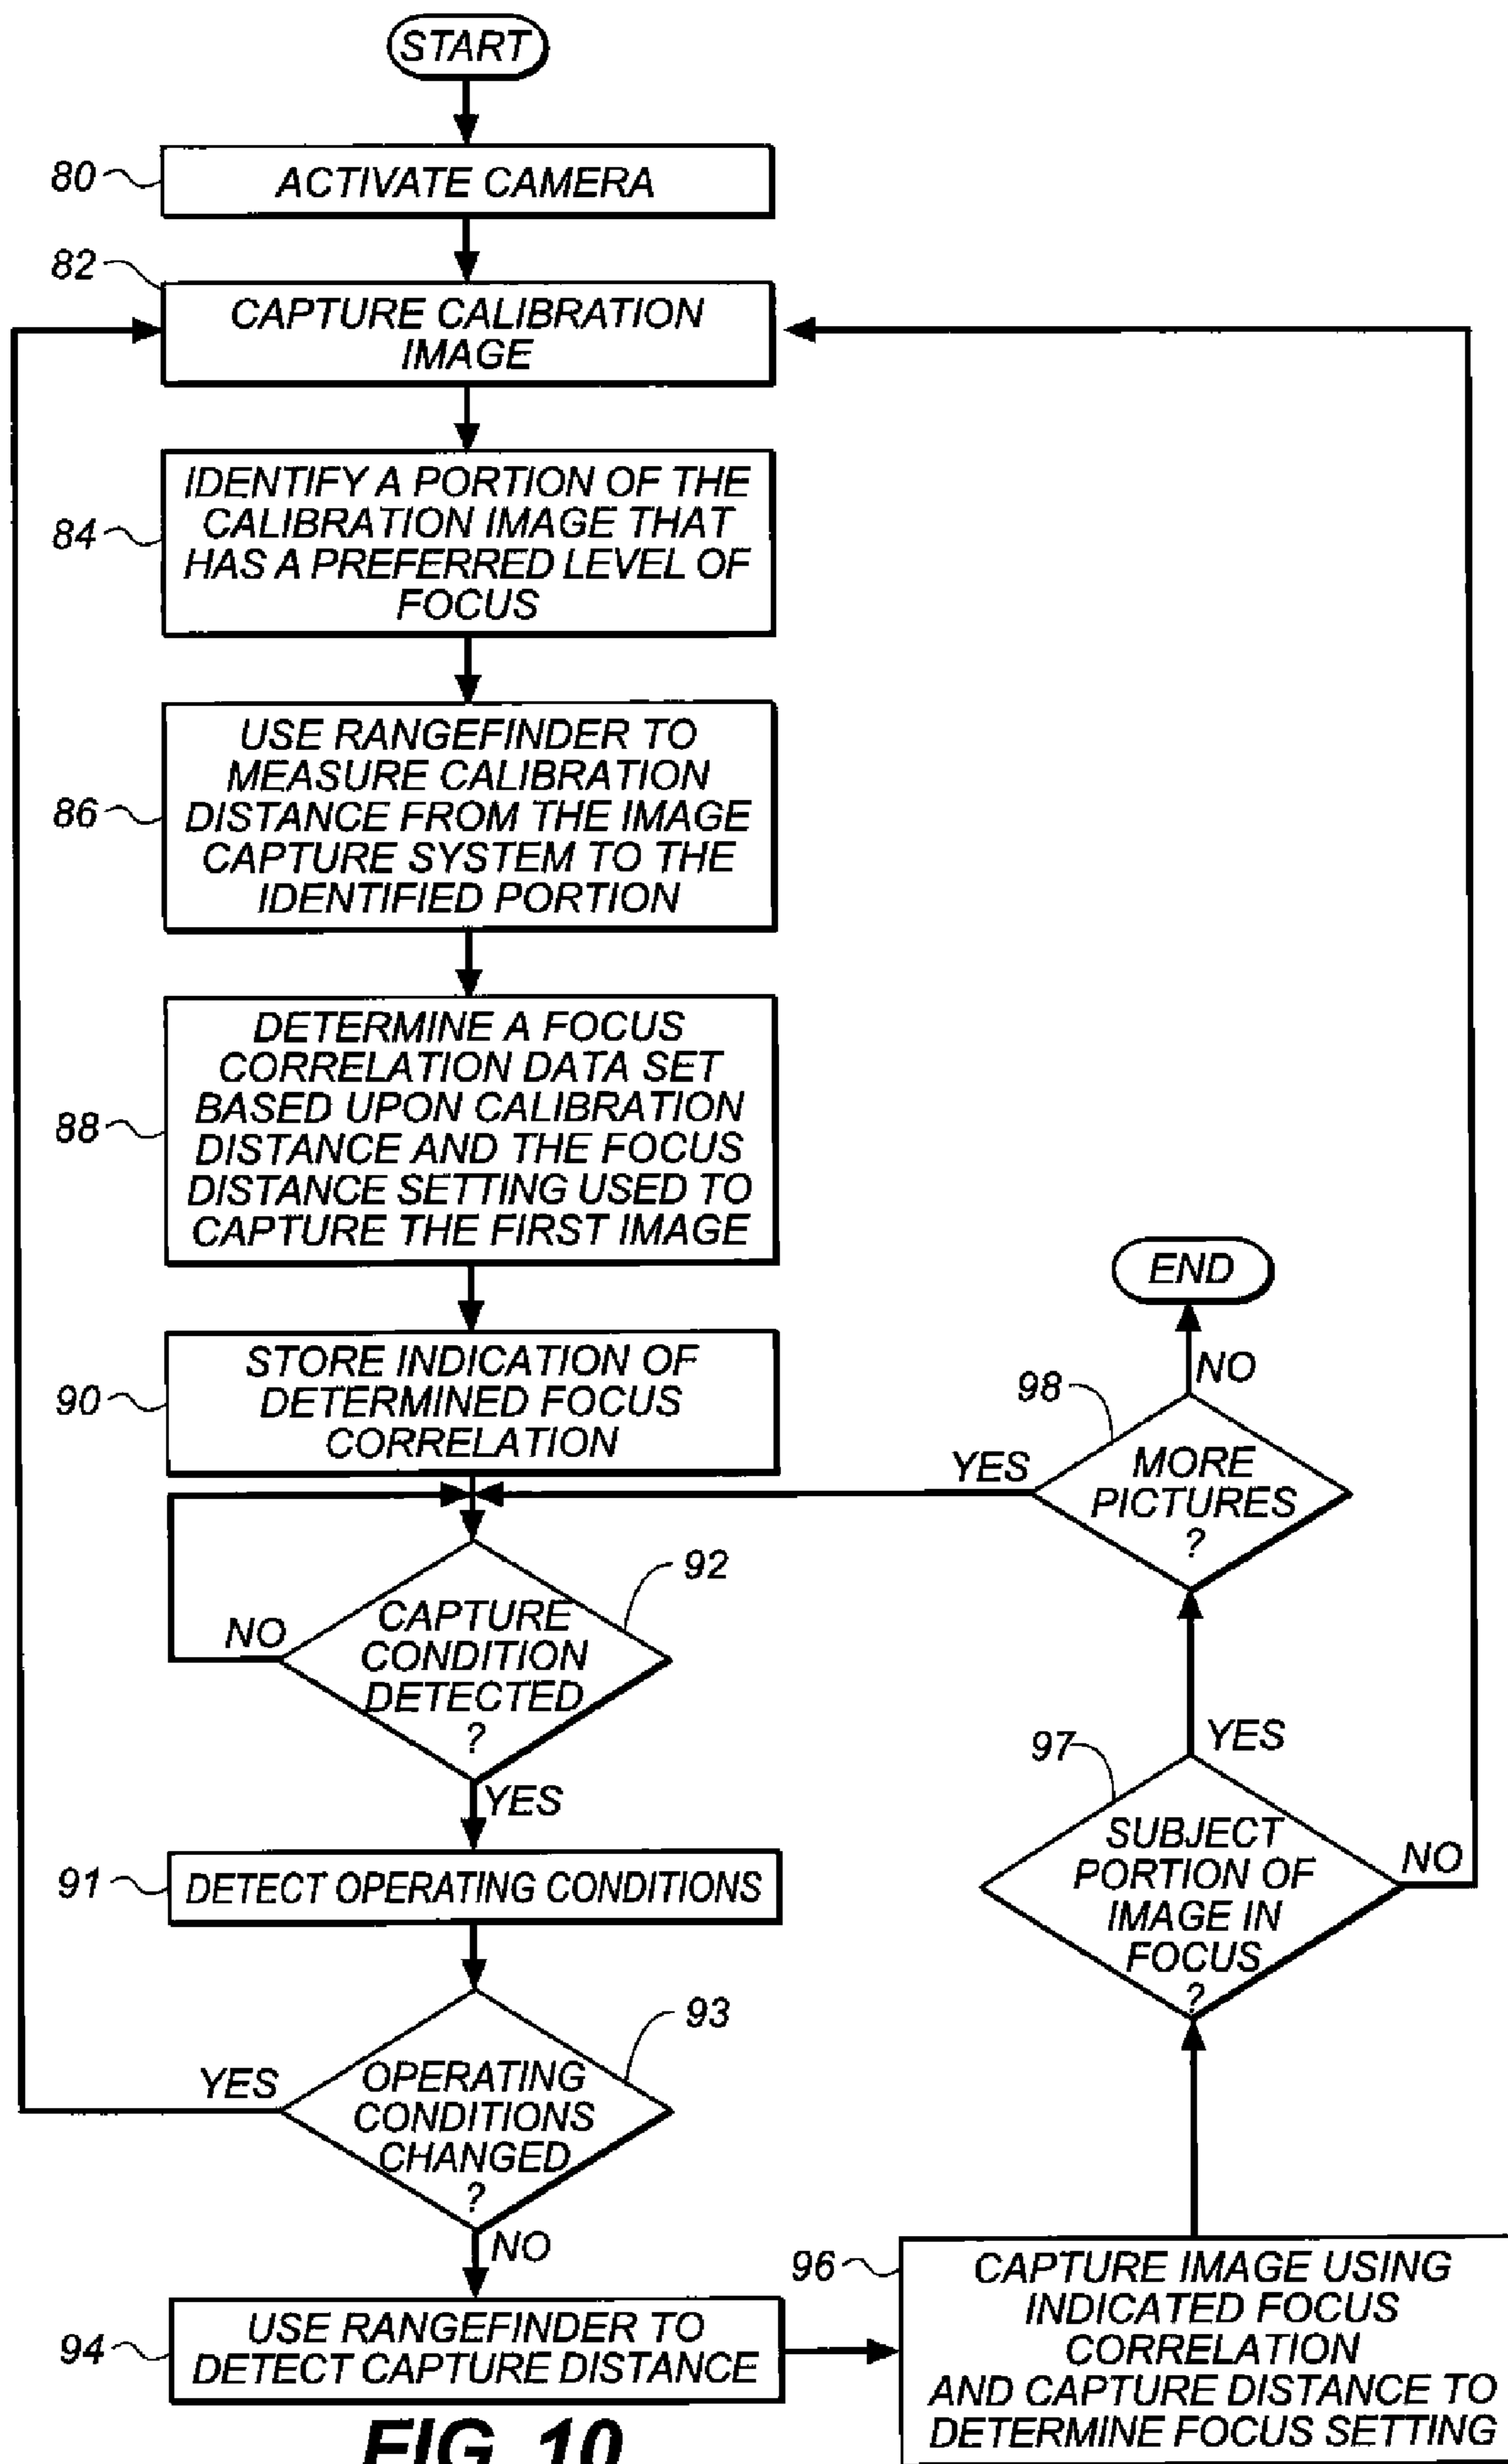 START
80
ACTIVATE CAMERA
82
CAPTURE CALIBRATION
IMAGE
84
IDENTIFY A PORTION OF THE
CALIBRATION IMAGE THAT
HAS A PREFERRED LEVEL OF
FOCUS
86
USE RANGEFINDER TO
MEASURE CALIBRATION
DISTANCE FROM THE IMAGE
CAPTURE SYSTEM TO THE
IDENTIFIED PORTION
88
DETERMINE A FOCUS
CORRELATION DATA SET
BASED UPON CALIBRATION
DISTANCE AND THE FOCUS
DISTANCE SETTING USED TO
CAPTURE THE FIRST IMAGE
90
STORE INDICATION OF
DETERMINED FOCUS
CORRELATION
92
CAPTURE
CONDITION
DETECTED
?
NO
YES
91
DETECT OPERATING CONDITIONS
93
OPERATING
CONDITIONS
CHANGED
?
YES
NO
94
USE RANGEFINDER TO
DETECT CAPTURE DISTANCE
96
CAPTURE IMAGE USING
INDICATED FOCUS
CORRELATION
AND CAPTURE DISTANCE TO
DETERMINE FOCUS SETTING
97
SUBJECT
PORTION OF
IMAGE IN
FOCUS
?
NO
YES
98
MORE
PICTURES
?
YES
NO
END
FIG. 10